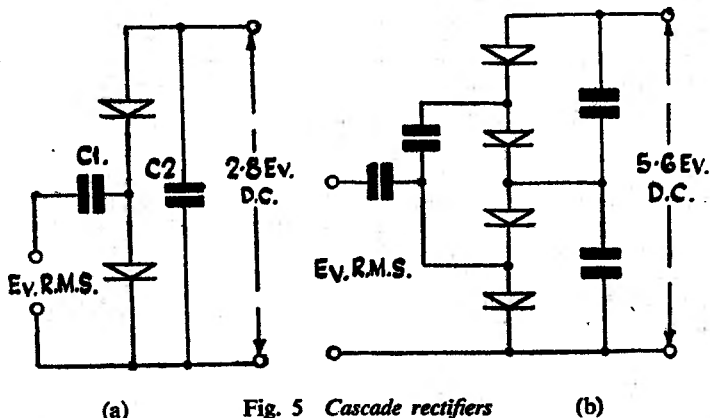 C1.
C2
2·8Ev.
D.C.
Ev.R.M.S.
5·6Ev.
D.C.
Ev.R.M.S.
(a)
Fig. 5 Cascade rectifiers
(b)